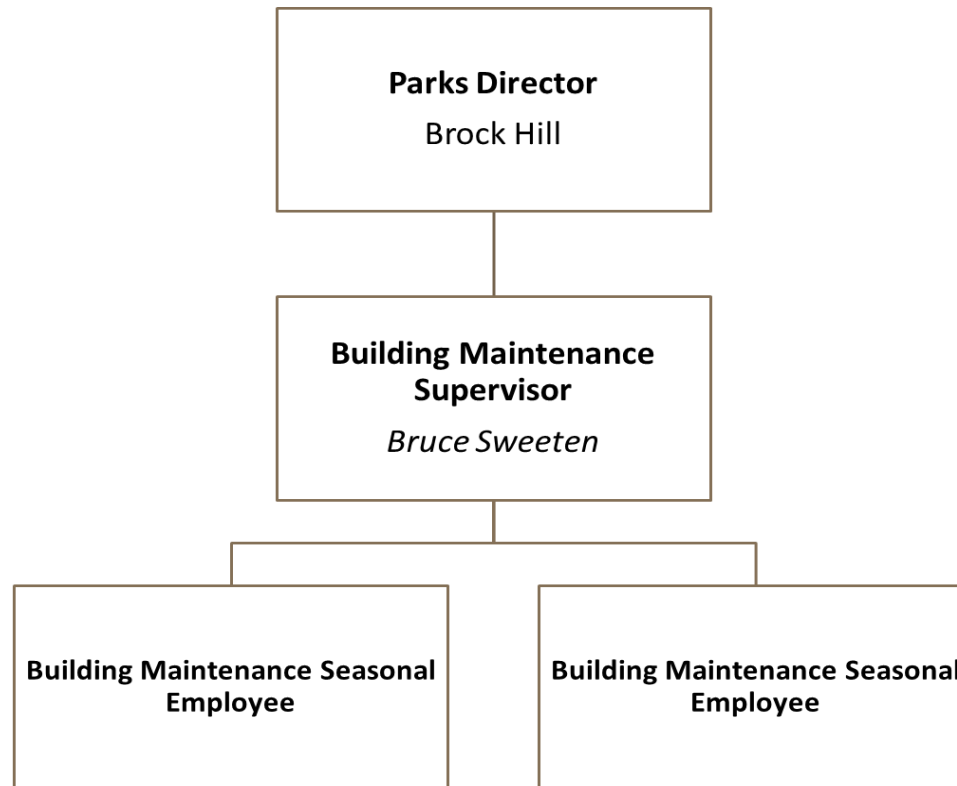 Parks Director
Brock Hill
Building Maintenance
Supervisor
Bruce Sweeten
Building Maintenance Seasonal
Employee
Building Maintenance Seasonal
Employee